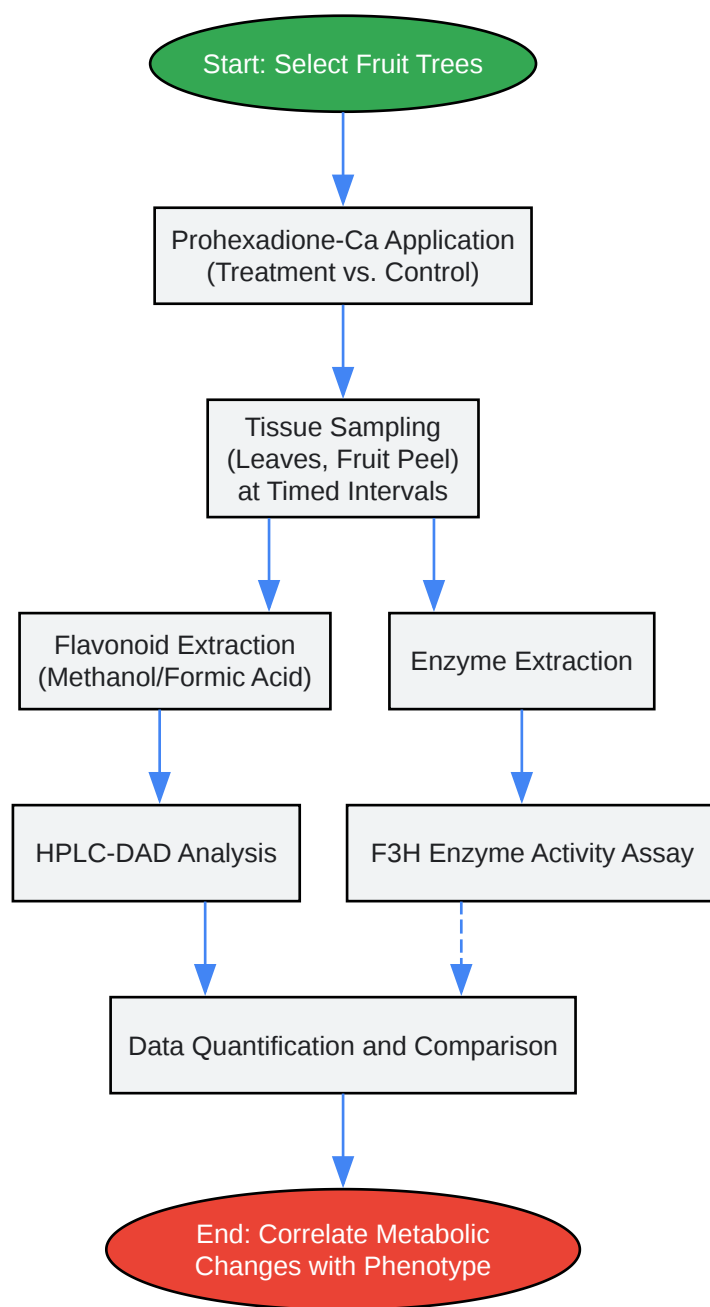 Start: Select Fruit Trees
Prohexadione-Ca Application
(Treatment vs. Control)
Tissue Sampling
(Leaves, Fruit Peel)
at Timed Intervals
Flavonoid Extraction
(Methanol/Formic Acid)
Enzyme Extraction
HPLC-DAD Analysis
F3H Enzyme Activity Assay
Data Quantification and Comparison
End: Correlate Metabolic
Changes with Phenotype